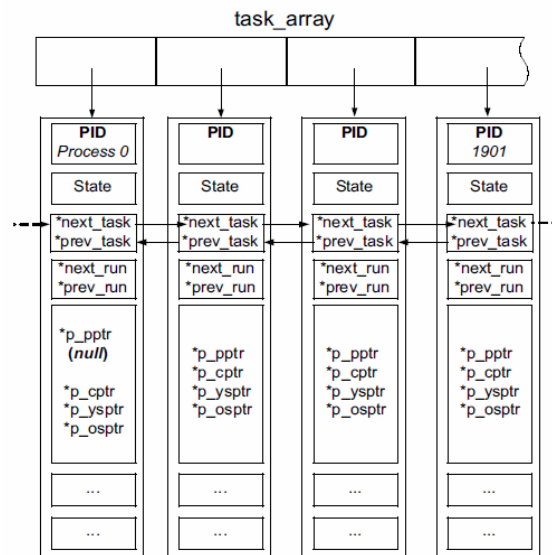 task_array
PID PID PID PID
Process 0 1901
State State State State
*next_task *next_task *next_task *next_task
*prev_task *prev_task *prev_task *prev_task
*next_run *next_run *next_run *next_run
*prev_run *prev_run *prev_run *prev_run
*p_pptr
(null)
*p_cptr
*p_ysptr
*p_osptr
*p_pptr
*p_cptr
*p_ysptr
*p_osptr
*p_pptr
*p_cptr
*p_ysptr
*p_osptr
*p_pptr
*p_cptr
*p_ysptr
*p_osptr
... ... ... ...
... ... ... ...